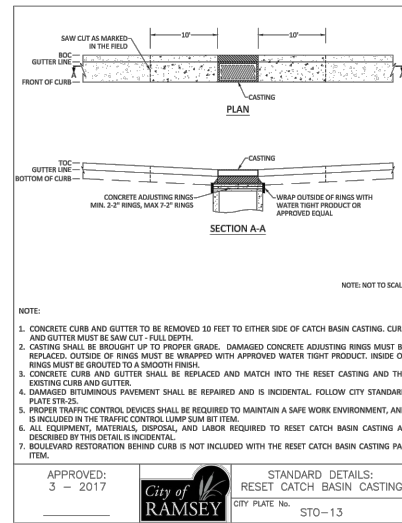 SAW CUT AS MARKED
IN THE FIELD
10'
10'
BOC
GUTTER LINE
A
A
FRONT OF CURB
CASTING
PLAN
TOC
GUTTER LINE
BOTTOM OF CURB
CASTING
CONCRETE ADJUSTING RINGS
MIN. 2-2" RINGS, MAX 7-2" RINGS
WRAP OUTSIDE OF RINGS WITH
WATER TIGHT PRODUCT OR
APPROVED EQUAL
SECTION A-A
NOTE: NOT TO SCAL
NOTE:
1. CONCRETE CURB AND GUTTER TO BE REMOVED 10 FEET TO EITHER SIDE OF CATCH BASIN CASTING. CUR
AND GUTTER MUST BE SAW CUT - FULL DEPTH.
2. CASTING SHALL BE BROUGHT UP TO PROPER GRADE. DAMAGED CONCRETE ADJUSTING RINGS MUST B
REPLACED. OUTSIDE OF RINGS MUST BE WRAPPED WITH APPROVED WATER TIGHT PRODUCT. INSIDE O
RINGS MUST BE GROUTED TO A SMOOTH FINISH.
3. CONCRETE CURB AND GUTTER SHALL BE REPLACED AND MATCH INTO THE RESET CASTING AND TH
EXISTING CURB AND GUTTER.
4. DAMAGED BITUMINOUS PAVEMENT SHALL BE REPAIRED AND IS INCIDENTAL. FOLLOW CITY STANDAR
PLATE STR-25.
5. PROPER TRAFFIC CONTROL DEVICES SHALL BE REQUIRED TO MAINTAIN A SAFE WORK ENVIRONMENT, AN
IS INCLUDED IN THE TRAFFIC CONTROL LUMP SUM BIT ITEM.
6. ALL EQUIPMENT, MATERIALS, DISPOSAL, AND LABOR REQUIRED TO RESET CATCH BASIN CASTING A
DESCRIBED BY THIS DETAIL IS INCIDENTAL.
7. BOULEVARD RESTORATION BEHIND CURB IS NOT INCLUDED WITH THE RESET CATCH BASIN CASTING PA
ITEM.
APPROVED:
3 - 2017
City of
RAMSEY
STANDARD DETAILS:
RESET CATCH BASIN CASTING
CITY PLATE No.
STO-13